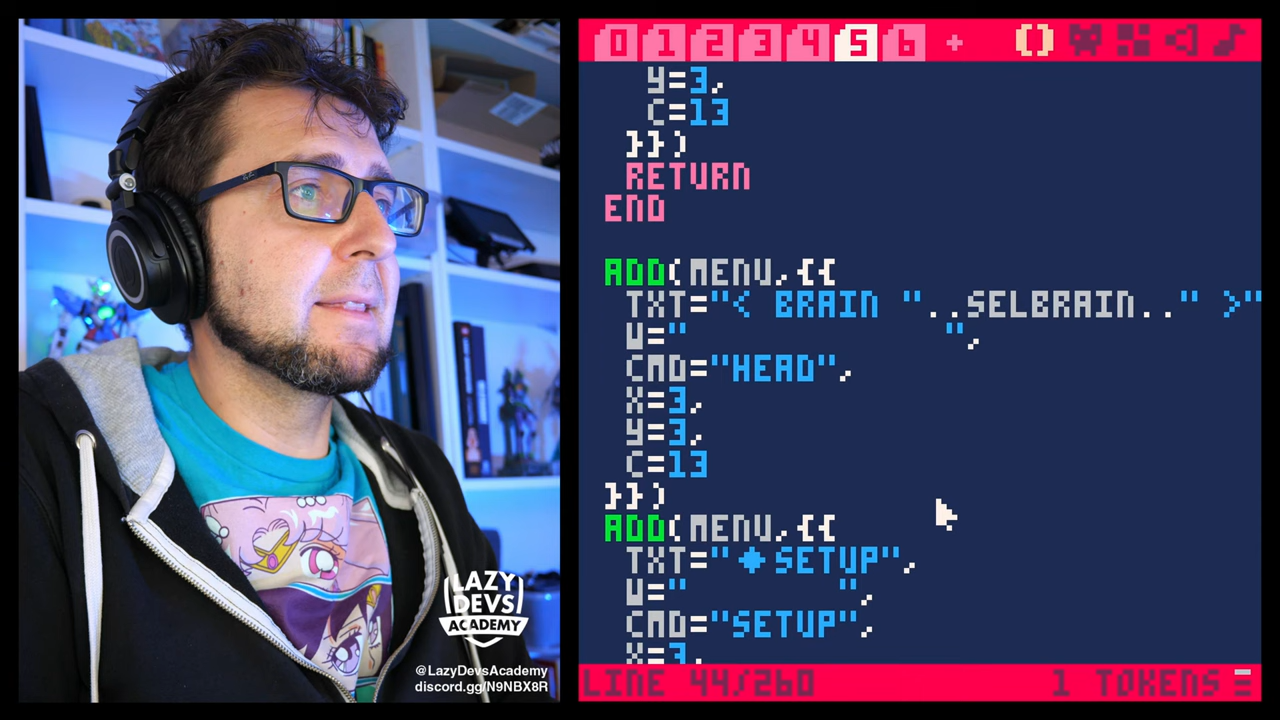 LAZY
DEVS
ACADEMY
@LazyDevsAcademy
discord.gg/N9NBX8R
0 1 2 3 4 5 6 +
Y=3,
C=13
}})
RETURN
END
ADD(MENU,{{
TXT="< BRAIN "..SELBRAIN.." >"
W="             ",
CMD="HEAD",
X=3,
Y=3,
C=13
}})
ADD(MENU,{{
TXT=" ◆ SETUP",
W="        ",
CMD="SETUP",
X=3,
LINE 44/260
1 TOKENS